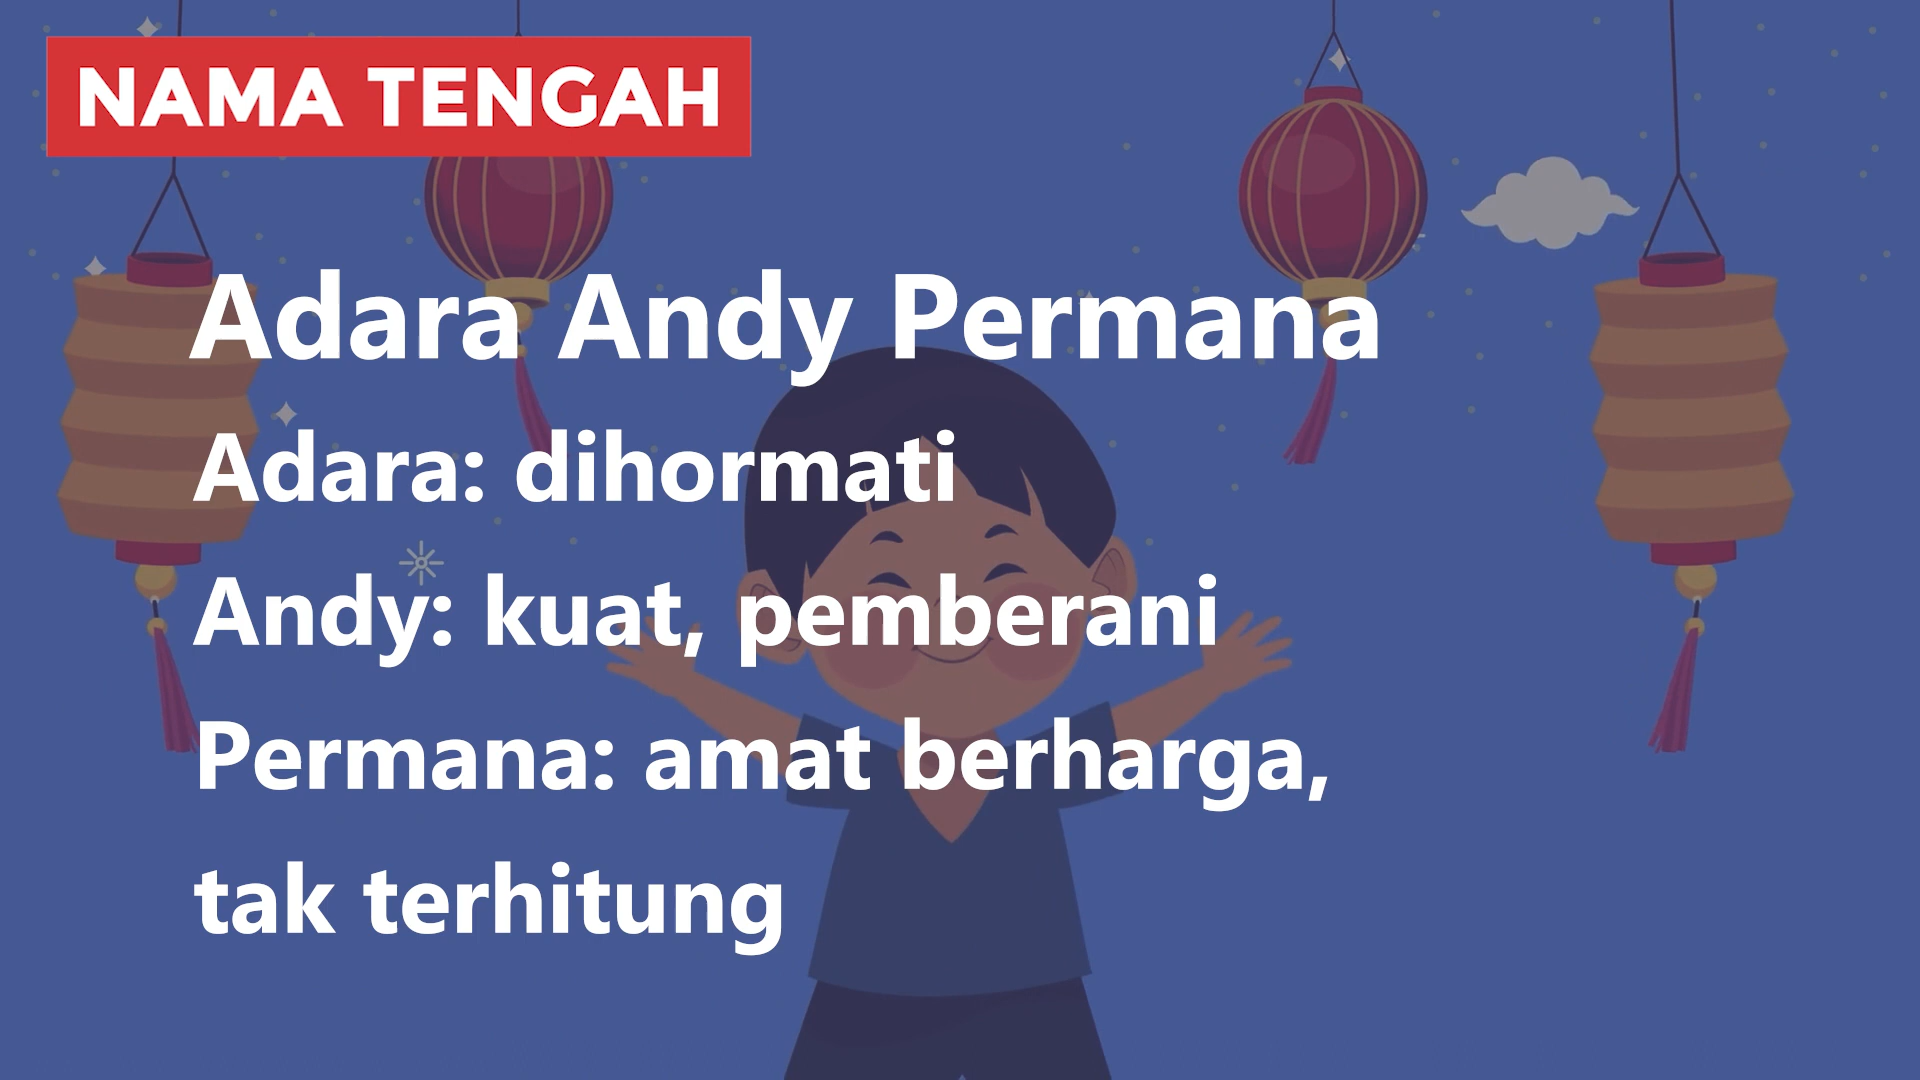 NAMA TENGAH
Adara Andy Permana
Adara: dihormati
Andy: kuat, pemberani
Permana: amat berharga,
tak terhitung